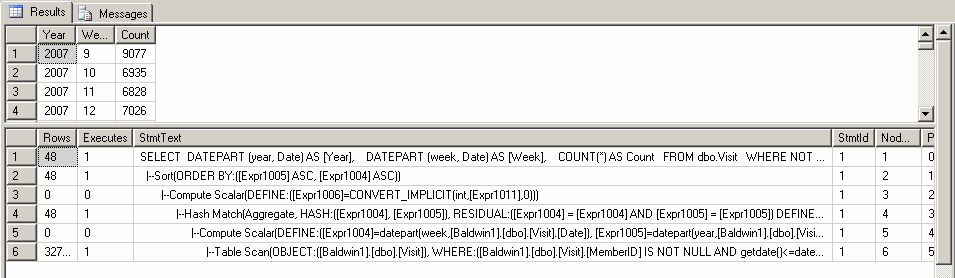 Results Messages
Year We... Count
1 2007 9 9077
2 2007 10 6935
3 2007 11 6828
4 2007 12 7026
Rows Executes StmtText StmtId Nod... P
1 48 1 SELECT DATEPART (year, Date) AS [Year], DATEPART (week, Date) AS [Week], COUNT(*) AS Count FROM dbo.Visit WHERE NOT ... 1 1 0
2 48 1 |--Sort(ORDER BY:([Expr1005] ASC, [Expr1004] ASC)) 1 2 1
3 0 0 |--Compute Scalar(DEFINE:([Expr1006]=CONVERT_IMPLICIT(int,[Expr1011],0))) 1 3 2
4 48 1 |--Hash Match(Aggregate, HASH:([Expr1004], [Expr1005]), RESIDUAL:([Expr1004] = [Expr1004] AND [Expr1005] = [Expr1005]) DEFINE... 1 4 3
5 0 0 |--Compute Scalar(DEFINE:([Expr1004]=datepart(week,[Baldwin1].[dbo].[Visit].[Date]), [Expr1005]=datepart(year,[Baldwin1].[dbo].[Visi... 1 5 4
6 327... 1 |--Table Scan(OBJECT:([Baldwin1].[dbo].[Visit]), WHERE:([Baldwin1].[dbo].[Visit].[MemberID] IS NOT NULL AND getdate()<=date... 1 6 5